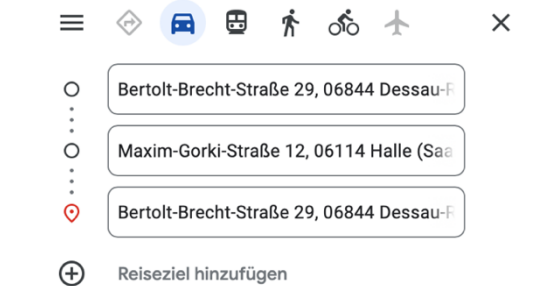 Bertolt-Brecht-Straße 29, 06844 Dessau-R
Maxim-Gorki-Straße 12, 06114 Halle (Saa
Bertolt-Brecht-Straße 29, 06844 Dessau-R
Reiseziel hinzufügen